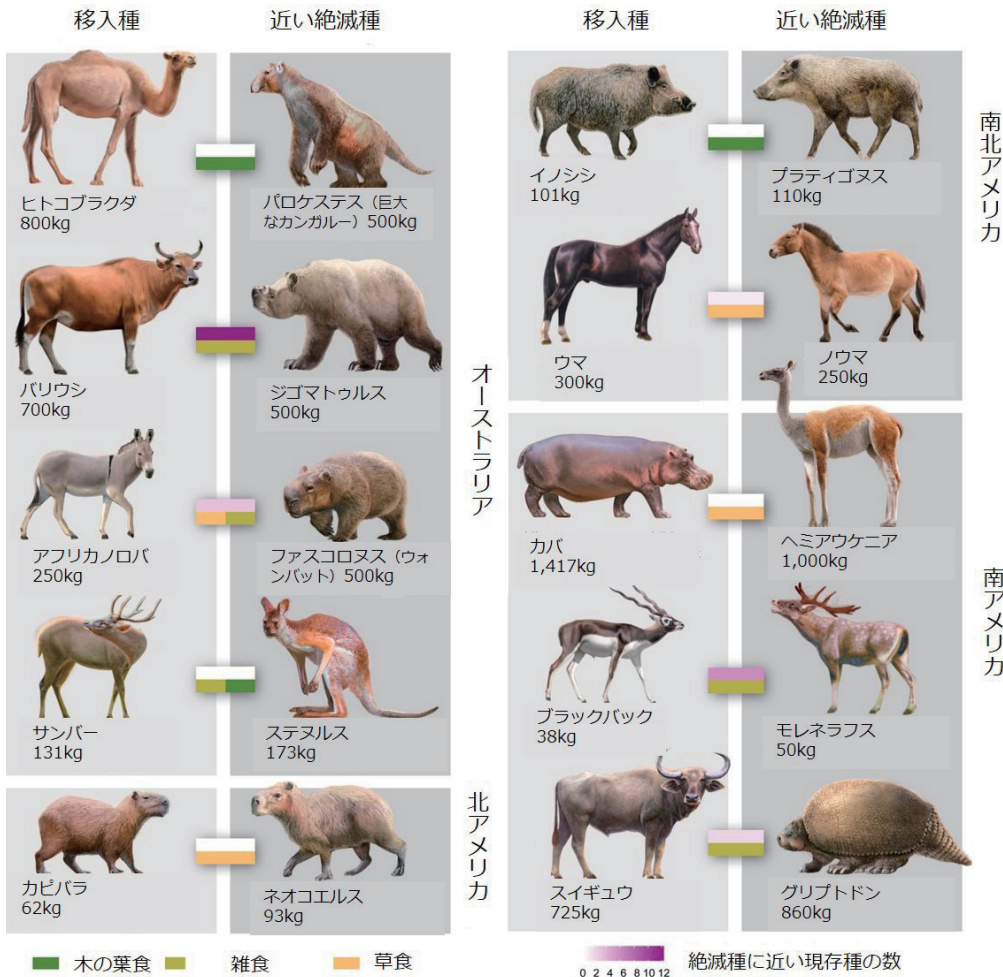 移入種
近い絶滅種
ヒトコブラクダ
800kg
パロケステス（巨大
なカンガルー）500kg
バリウシ
700kg
ジゴマトゥルス
500kg
アフリカノロバ
250kg
ファスコロヌス（ウォ
ンバット）500kg
サンバー
131kg
ステヌルス
173kg
オーストラリア
カピバラ
62kg
ネオコエルス
93kg
北アメリカ
移入種
近い絶滅種
イノシシ
101kg
プラティゴヌス
110kg
ウマ
300kg
ノウマ
250kg
南北アメリカ
カバ
1,417kg
ヘミアウケニア
1,000kg
ブラックバック
38kg
モレネラフス
50kg
スイギュウ
725kg
グリプトドン
860kg
南アメリカ
木の葉食
雑食
草食
0 2 4 6 8 10 12
絶滅種に近い現存種の数